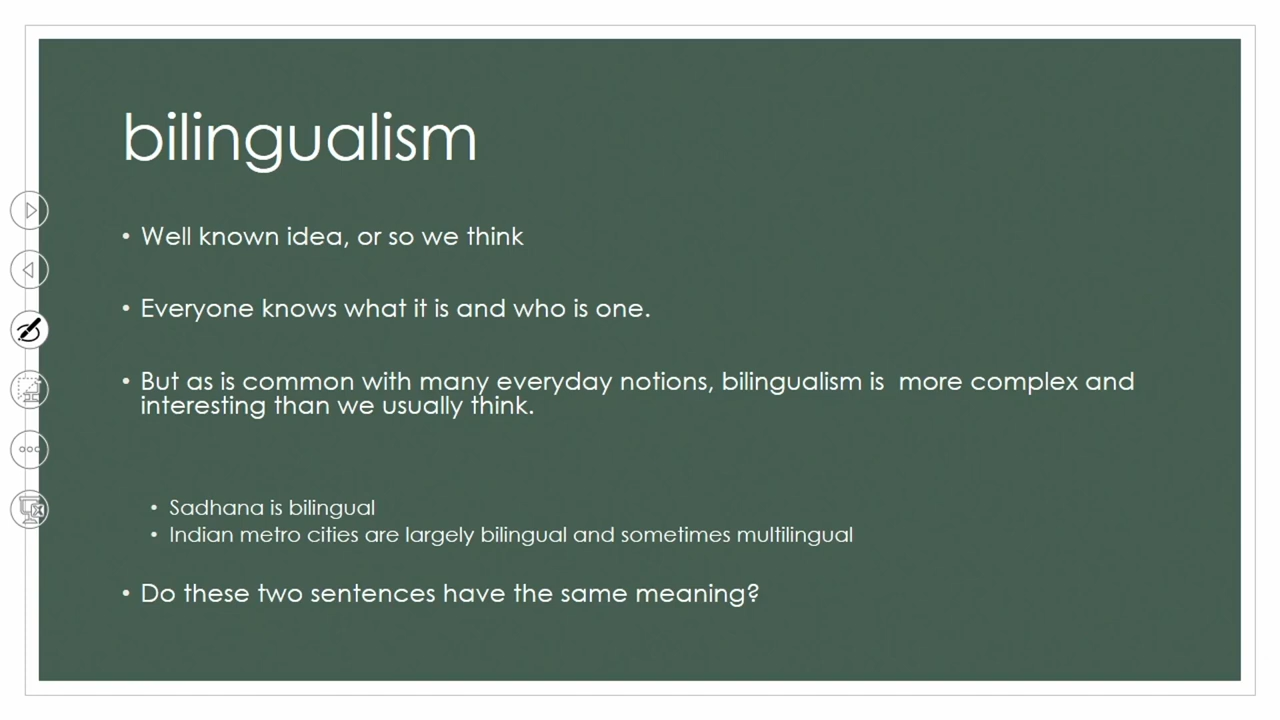 bilingualism
• Well known idea, or so we think
• Everyone knows what it is and who is one.
• But as is common with many everyday notions, bilingualism is  more complex and
interesting than we usually think.
• Sadhana is bilingual
• Indian metro cities are largely bilingual and sometimes multilingual
• Do these two sentences have the same meaning?